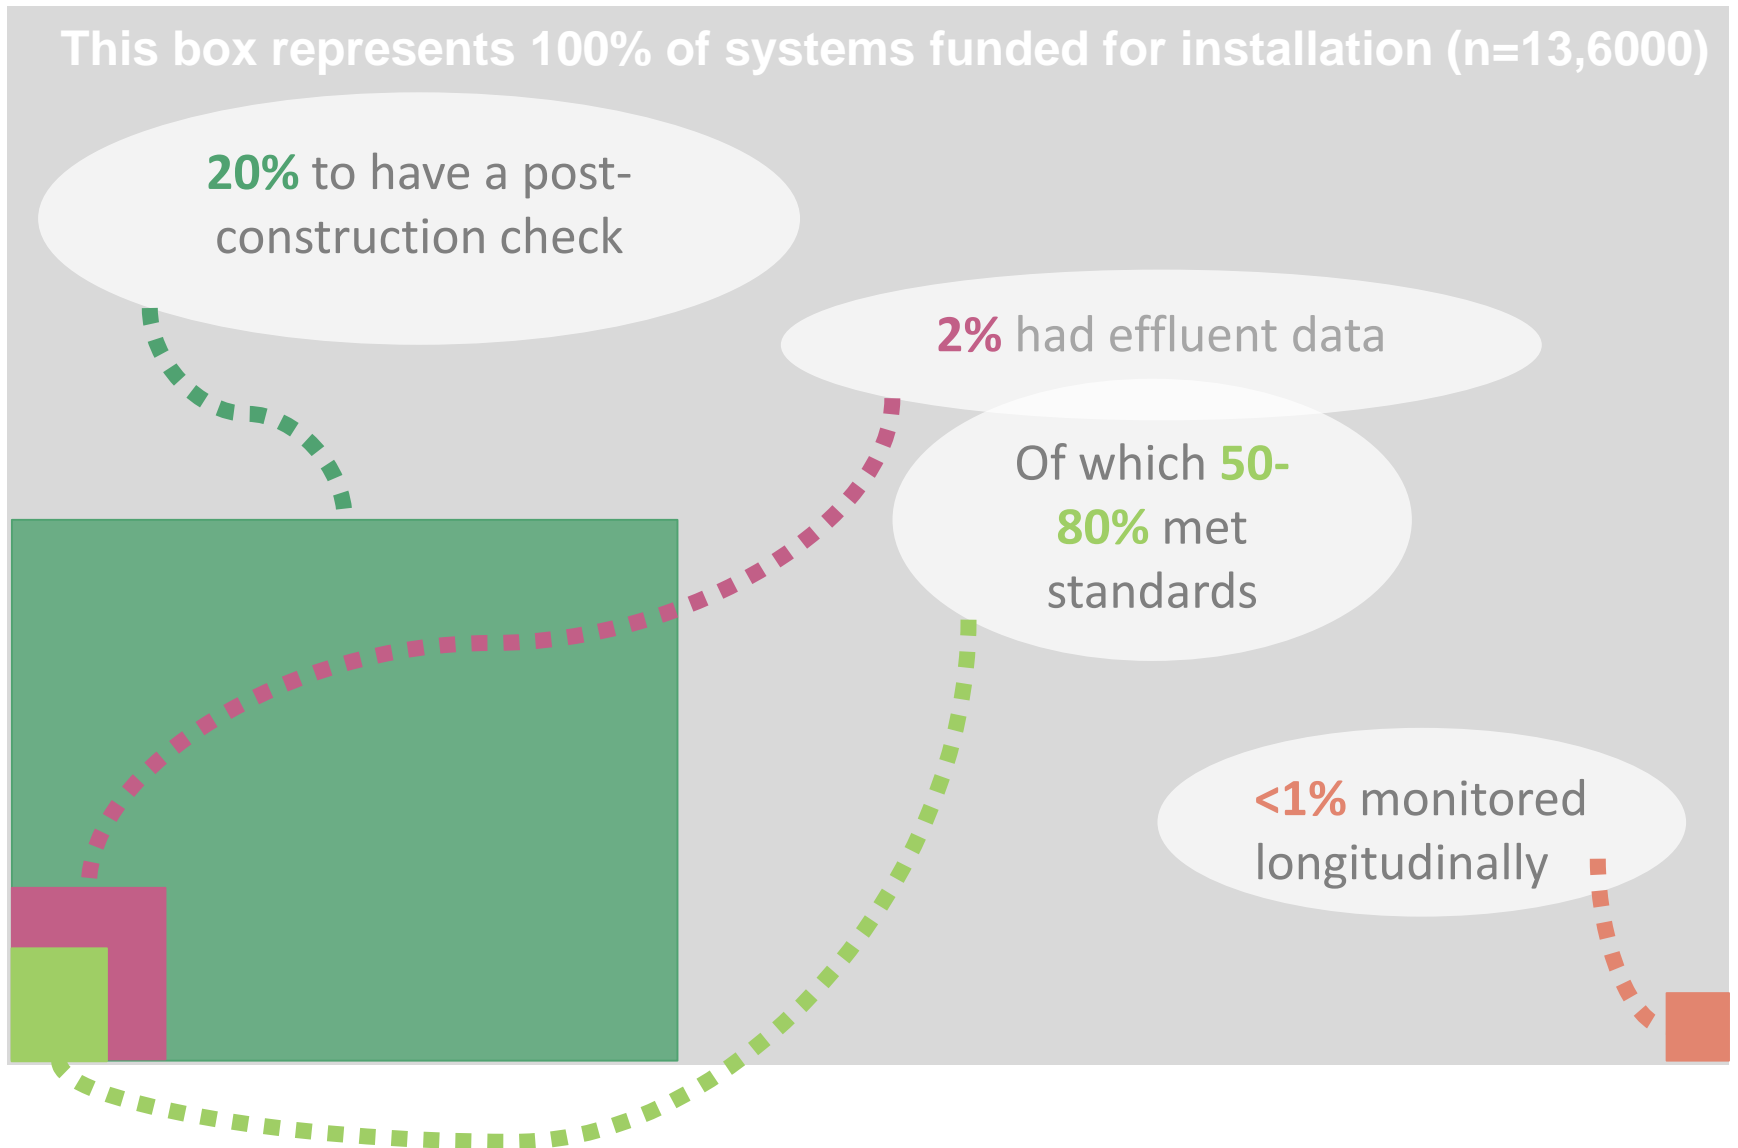 This box represents 100% of systems funded for installation (n=13,6000)
20% to have a post-
construction check
2% had effluent data
Of which 50-
80% met
standards
<1% monitored
longitudinally